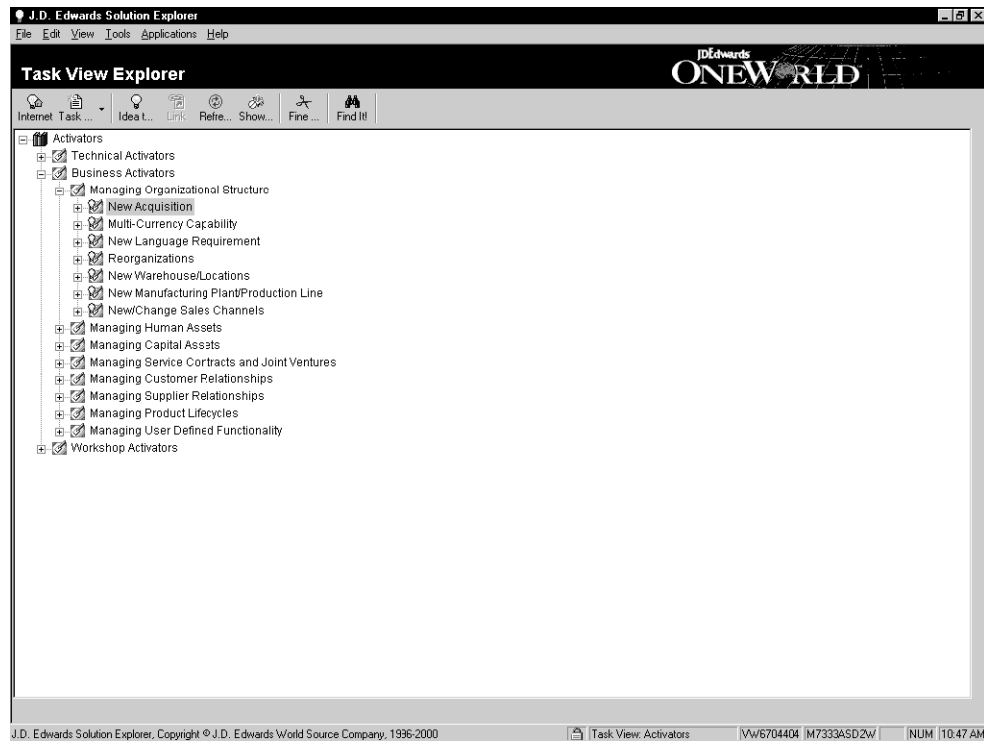 J.D. Edwards Solution Explorer
File Edit View Tools Applications Help
Task View Explorer
JDEdwards
ONEWORLD
Internet Task ... Idea t... Link Refre... Show... Fine ... Find It!
Activators
Technical Activators
Business Activators
Managing Organizational Structure
New Acquisition
Multi-Currency Capability
New Language Requirement
Reorganizations
New Warehouse/Locations
New Manufacturing Plant/Production Line
New/Change Sales Channels
Managing Human Assets
Managing Capital Assets
Managing Service Contracts and Joint Ventures
Managing Customer Relationships
Managing Supplier Relationships
Managing Product Lifecycles
Managing User Defined Functionality
Workshop Activators
J.D. Edwards Solution Explorer, Copyright © J.D. Edwards World Source Company, 1996-2000 Task View: Activators VW6704404 M7333ASD2W NUM 10:47 AM